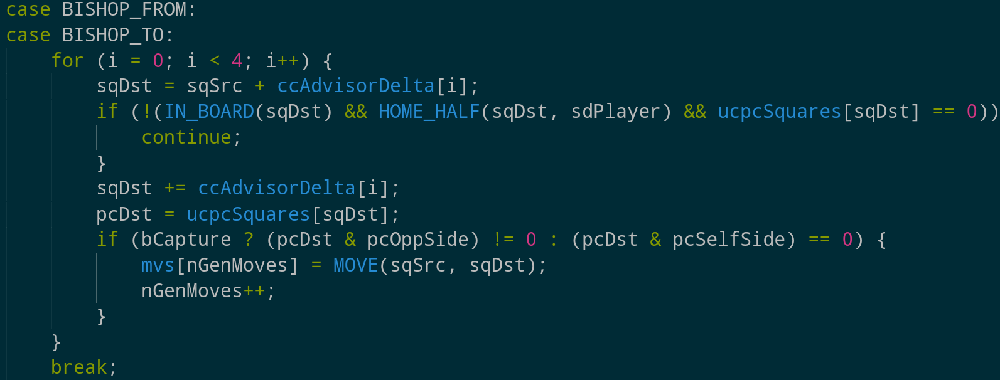 case BISHOP_FROM:
case BISHOP_TO:
    for (i = 0; i < 4; i++) {
        sqDst = sqSrc + ccAdvisorDelta[i];
        if (!(IN_BOARD(sqDst) && HOME_HALF(sqDst, sdPlayer) && ucpcSquares[sqDst] == 0))
            continue;
        }
        sqDst += ccAdvisorDelta[i];
        pcDst = ucpcSquares[sqDst];
        if (bCapture ? (pcDst & pcOppSide) != 0 : (pcDst & pcSelfSide) == 0) {
            mvs[nGenMoves] = MOVE(sqSrc, sqDst);
            nGenMoves++;
        }
    }
    break;